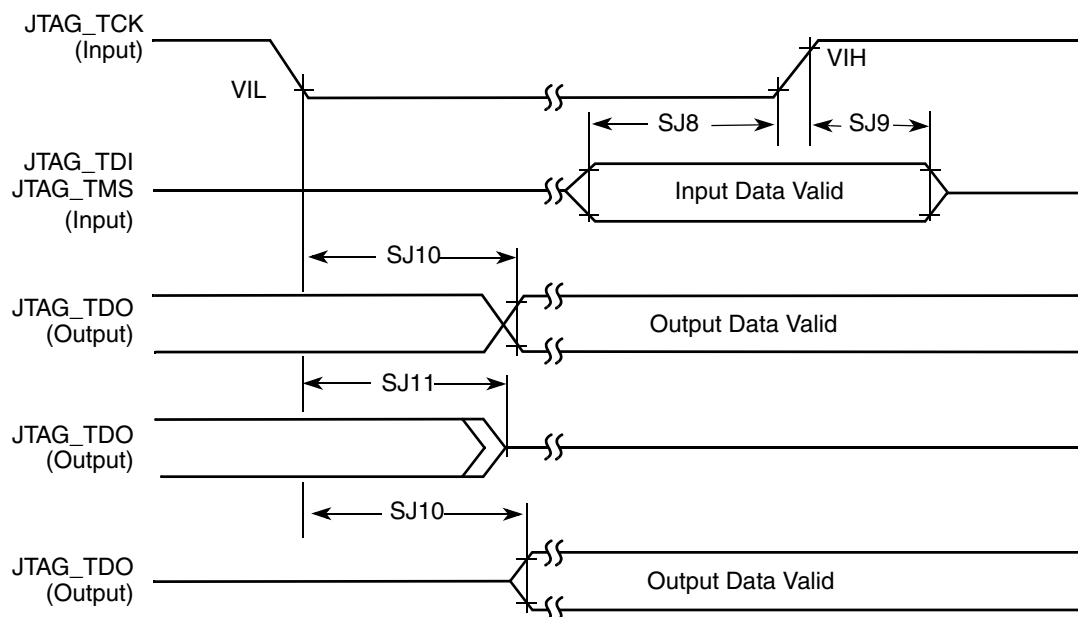 JTAG_TCK
(Input)
VIH
VIL
SJ8
SJ9
JTAG_TDI
JTAG_TMS
(Input)
Input Data Valid
SJ10
JTAG_TDO
(Output)
Output Data Valid
SJ11
JTAG_TDO
(Output)
SJ10
JTAG_TDO
(Output)
Output Data Valid